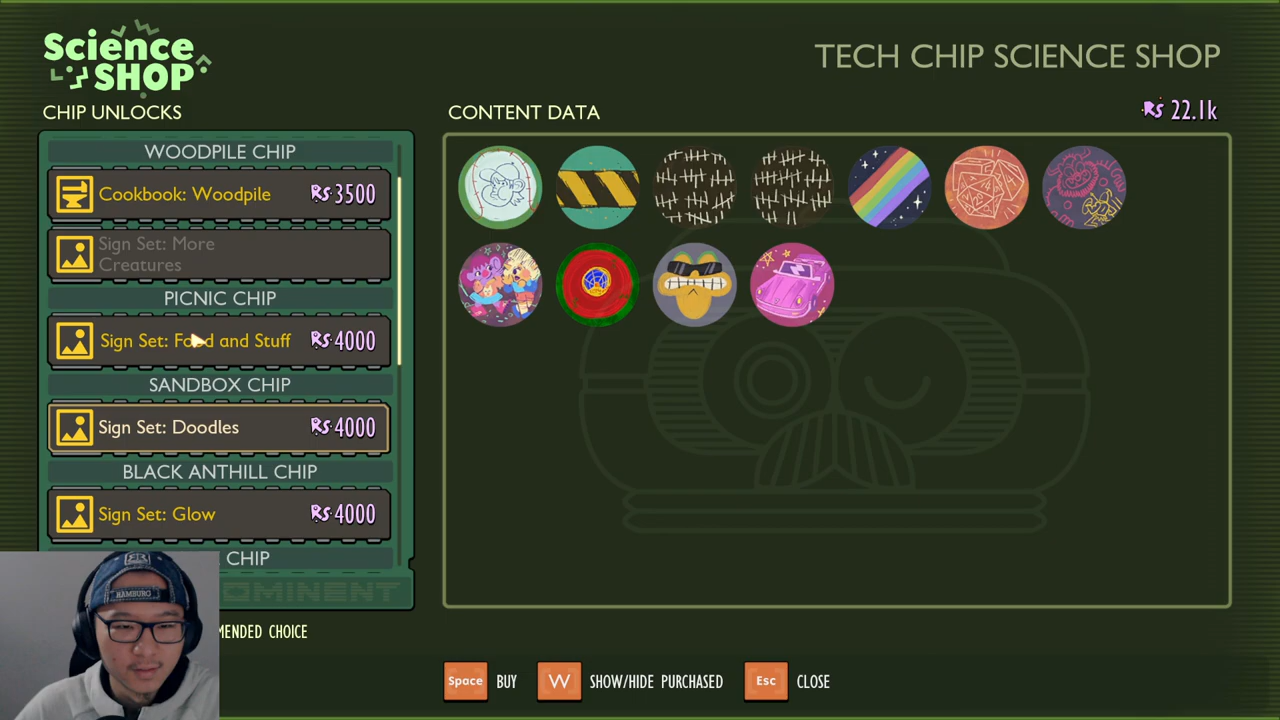 Science
SHOP
TECH CHIP SCIENCE SHOP
CHIP UNLOCKS
CONTENT DATA
RS 22.1k
WOODPILE CHIP
Cookbook: Woodpile RS 3500
Sign Set: More
Creatures
PICNIC CHIP
Sign Set: Food and Stuff RS 4000
SANDBOX CHIP
Sign Set: Doodles RS 4000
BLACK ANTHILL CHIP
Sign Set: Glow RS 4000
CHIP
OMINENT
HAMBURG
MENDED CHOICE
Space BUY W SHOW/HIDE PURCHASED Esc CLOSE